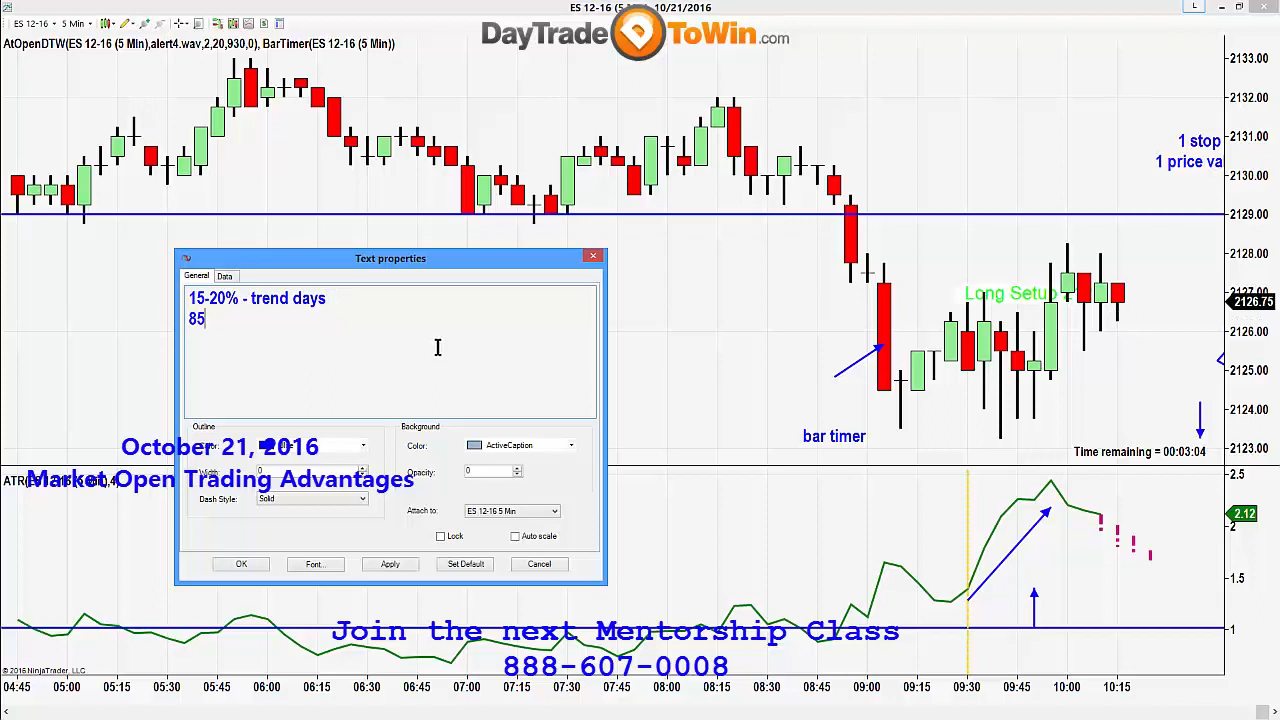 ES 12-16 (5 Min) 10/21/2016
L
ES 12-16
5 Min
DayTradeToWin.com
AtOpenDTW(ES 12-16 (5 Min),alert4.wav,2,20,930,0), BarTimer(ES 12-16 (5 Min))
2133.00
2132.00
2131.00
2130.00
2129.00
2128.00
2127.00
2126.75
2126.00
2125.00
2124.00
2123.00
1 stop
1 price va
Long Setup
bar timer
Time remaining = 00:03:04
Text properties
General
Data
15-20% - trend days
85
Outline
Background
Color:
ActiveCaption
Width:
0
Opacity:
0
Dash Style:
Solid
Attach to:
ES 12-16 5 Min
Lock
Auto scale
OK
Font...
Apply
Set Default
Cancel
October 21, 2016
Market Open Trading Advantages
2.5
2.12
2
1.5
1
Join the next Mentorship Class
888-607-0008
© 2016 NinjaTrader, LLC
04:45 05:00 05:15 05:30 05:45 06:00 06:15 06:30 06:45 07:00 07:15 07:30 07:45 08:00 08:15 08:30 08:45 09:00 09:15 09:30 09:45 10:00 10:15